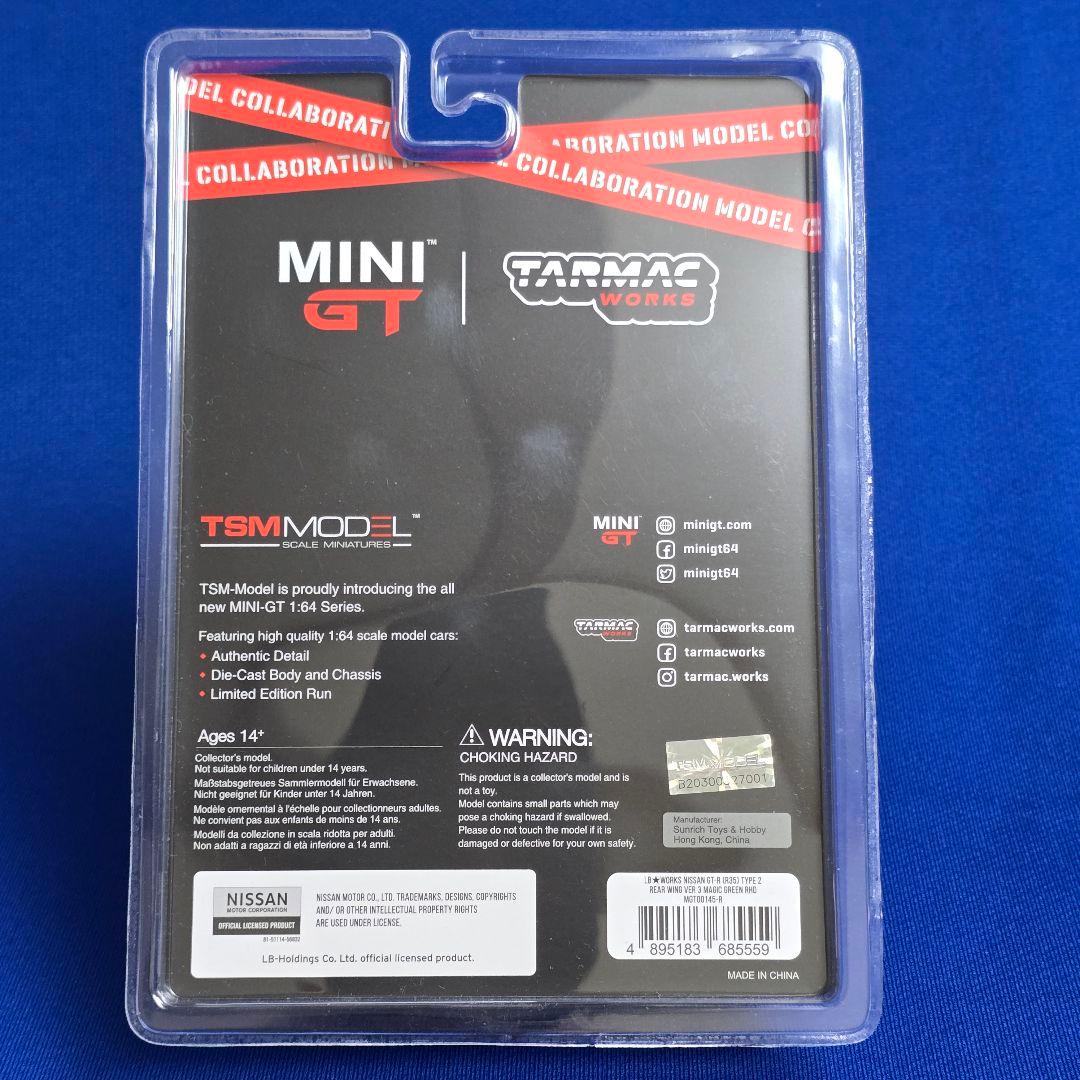 DEL COLLABORATI
ABORATION MODEL CO
COLLABORATION M
COLLABORATION MODEL C
MINI™
GT
TARMAC
WORKS
TSMMODEL™
SCALE MINIATURES
TSM-Model is proudly introducing the all
new MINI-GT 1:64 Series.
Featuring high quality 1:64 scale model cars:
Authentic Detail
Die-Cast Body and Chassis
Limited Edition Run
MINI
GT
minigt.com
minigt64
minigt64
TARMAC
WORKS
tarmacworks.com
tarmacworks
tarmac.works
Ages 14+
Collector's model.
Not suitable for children under 14 years.
Maßstabsgetreues Sammlermodell für Erwachsene.
Nicht geeignet für Kinder unter 14 Jahren.
Modèle ornemental à l'échelle pour collectionneurs adultes.
Ne convient pas aux enfants de moins de 14 ans.
Modelli da collezione in scala ridotta per adulti.
Non adatti a ragazzi di età inferiore a 14 anni.
WARNING:
CHOKING HAZARD
This product is a collector's model and is
not a toy.
Model contains small parts which may
pose a choking hazard if swallowed.
Please do not touch the model if it is
damaged or defective for your own safety.
TSM MODEL
Manufacturer:
Sunrich Toys & Hobby
Hong Kong, China
NISSAN
MOTOR CORPORATION
OFFICIAL LICENSED PRODUCT
NISSAN MOTOR CO., LTD. TRADEMARKS, DESIGNS, COPYRIGHTS
AND/ OR OTHER INTELLECTUAL PROPERTY RIGHTS
ARE USED UNDER LICENSE.
LB-Holdings Co. Ltd. official licensed product.
LB★WORKS NISSAN GT-R (R35) TYPE 2
REAR WING VER 3 MAGIC GREEN RHD
MGT00145-R
4 895183 685559
MADE IN CHINA